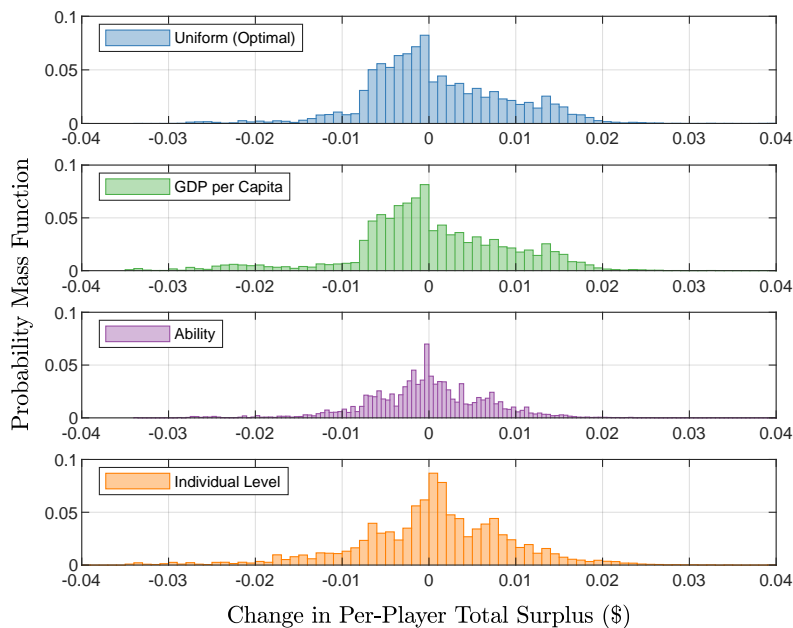 Probability Mass Function
0.1
0.05
0
Uniform (Optimal)
-0.04 -0.03 -0.02 -0.01 0 0.01 0.02 0.03 0.04
0.1
0.05
0
GDP per Capita
-0.04 -0.03 -0.02 -0.01 0 0.01 0.02 0.03 0.04
0.1
0.05
0
Ability
-0.04 -0.03 -0.02 -0.01 0 0.01 0.02 0.03 0.04
0.1
0.05
0
Individual Level
-0.04 -0.03 -0.02 -0.01 0 0.01 0.02 0.03 0.04
Change in Per-Player Total Surplus ($)